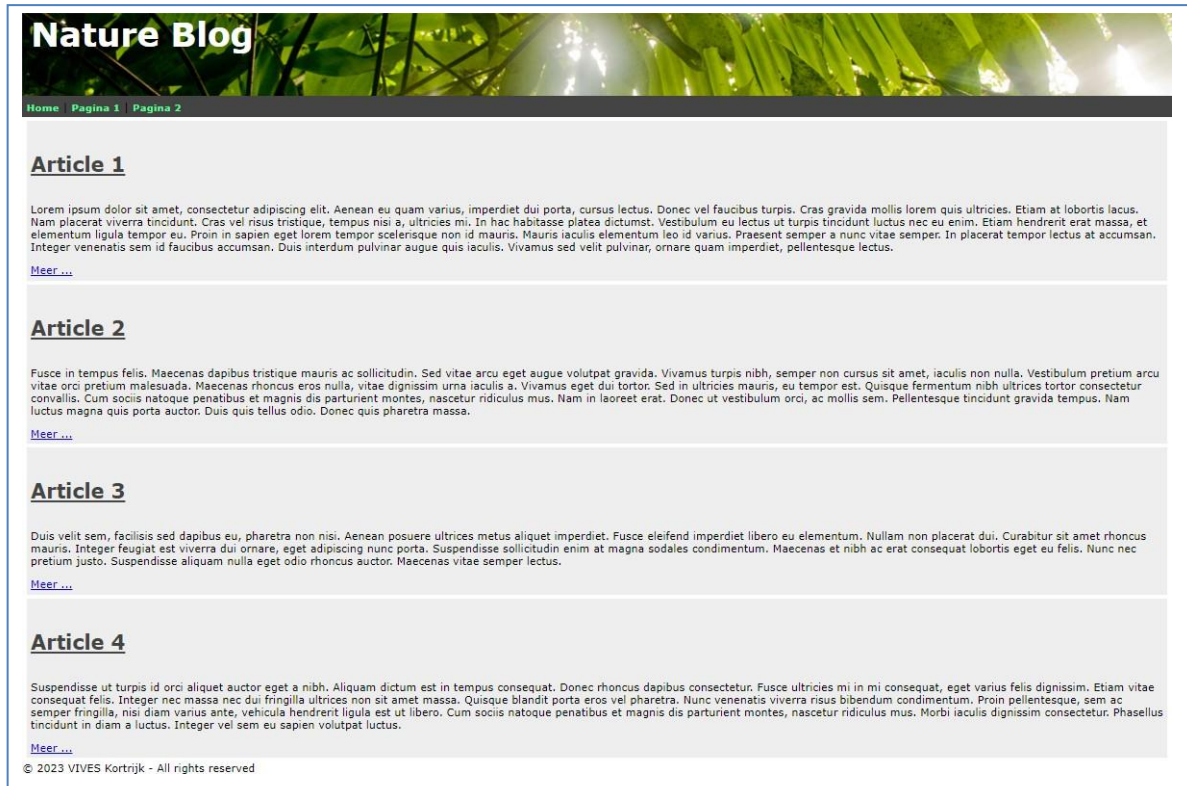 Nature Blog
Home | Pagina 1 | Pagina 2
Article 1
Lorem ipsum dolor sit amet, consectetur adipiscing elit. Aenean eu quam varius, imperdiet dui porta, cursus lectus. Donec vel faucibus turpis. Cras gravida mollis lorem quis ultricies. Etiam at lobortis lacus.
Nam placerat viverra tincidunt. Cras vel risus tristique, tempus nisi a, ultricies mi. In hac habitasse platea dictumst. Vestibulum eu lectus ut turpis tincidunt luctus nec eu enim. Etiam hendrerit erat massa, et
elementum ligula tempor eu. Proin in sapien eget lorem tempor scelerisque non id mauris. Mauris iaculis elementum leo id varius. Praesent semper a nunc vitae semper. In placerat tempor lectus at accumsan.
Integer venenatis sem id faucibus accumsan. Duis interdum pulvinar augue quis iaculis. Vivamus sed velit pulvinar, ornare quam imperdiet, pellentesque lectus.
Meer ...
Article 2
Fusce in tempus felis. Maecenas dapibus tristique mauris ac sollicitudin. Sed vitae arcu eget augue volutpat gravida. Vivamus turpis nibh, semper non cursus sit amet, iaculis non nulla. Vestibulum pretium arcu
vitae orci pretium malesuada. Maecenas rhoncus eros nulla, vitae dignissim urna iaculis a. Vivamus eget dui tortor. Sed in ultricies mauris, eu tempor est. Quisque fermentum nibh ultrices tortor consectetur
convallis. Cum sociis natoque penatibus et magnis dis parturient montes, nascetur ridiculus mus. Nam in laoreet erat. Donec ut vestibulum orci, ac mollis sem. Pellentesque tincidunt gravida tempus. Nam
luctus magna quis porta auctor. Duis quis tellus odio. Donec quis pharetra massa.
Meer ...
Article 3
Duis velit sem, facilisis sed dapibus eu, pharetra non nisi. Aenean posuere ultrices metus aliquet imperdiet. Fusce eleifend imperdiet libero eu elementum. Nullam non placerat dui. Curabitur sit amet rhoncus
mauris. Integer feugiat est viverra dui ornare, eget adipiscing nunc porta. Suspendisse sollicitudin enim at magna sodales condimentum. Maecenas et nibh ac erat consequat lobortis eget eu felis. Nunc nec
pretium justo. Suspendisse aliquam nulla eget odio rhoncus auctor. Maecenas vitae semper lectus.
Meer ...
Article 4
Suspendisse ut turpis id orci aliquet auctor eget a nibh. Aliquam dictum est in tempus consequat. Donec rhoncus dapibus consectetur. Fusce ultricies mi in mi consequat, eget varius felis dignissim. Etiam vitae
consequat felis. Integer nec massa nec dui fringilla ultrices non sit amet massa. Quisque blandit porta eros vel pharetra. Nunc venenatis viverra risus bibendum condimentum. Proin pellentesque, sem ac
semper fringilla, nisi diam varius ante, vehicula hendrerit ligula est ut libero. Cum sociis natoque penatibus et magnis dis parturient montes, nascetur ridiculus mus. Morbi iaculis dignissim consectetur. Phasellus
tincidunt in diam a luctus. Integer vel sem eu sapien volutpat luctus.
Meer ...
© 2023 VIVES Kortrijk - All rights reserved